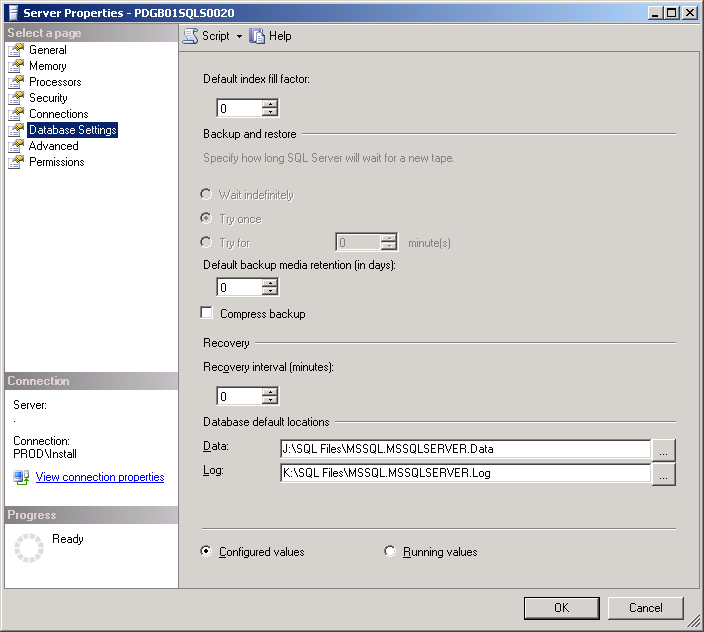 Server Properties - PDGB01SQLS0020
Select a page
General
Memory
Processors
Security
Connections
Database Settings
Advanced
Permissions
Connection
Server:
.
Connection:
PROD\Install
View connection properties
Progress
Ready
Script Help
Default index fill factor:
0
Backup and restore
Specify how long SQL Server will wait for a new tape.
Wait indefinitely
Try once
Try for 0 minute(s)
Default backup media retention (in days):
0
Compress backup
Recovery
Recovery interval (minutes):
0
Database default locations
Data: J:\SQL Files\MSSQL.MSSQLSERVER.Data ...
Log: K:\SQL Files\MSSQL.MSSQLSERVER.Log ...
Configured values Running values
OK Cancel